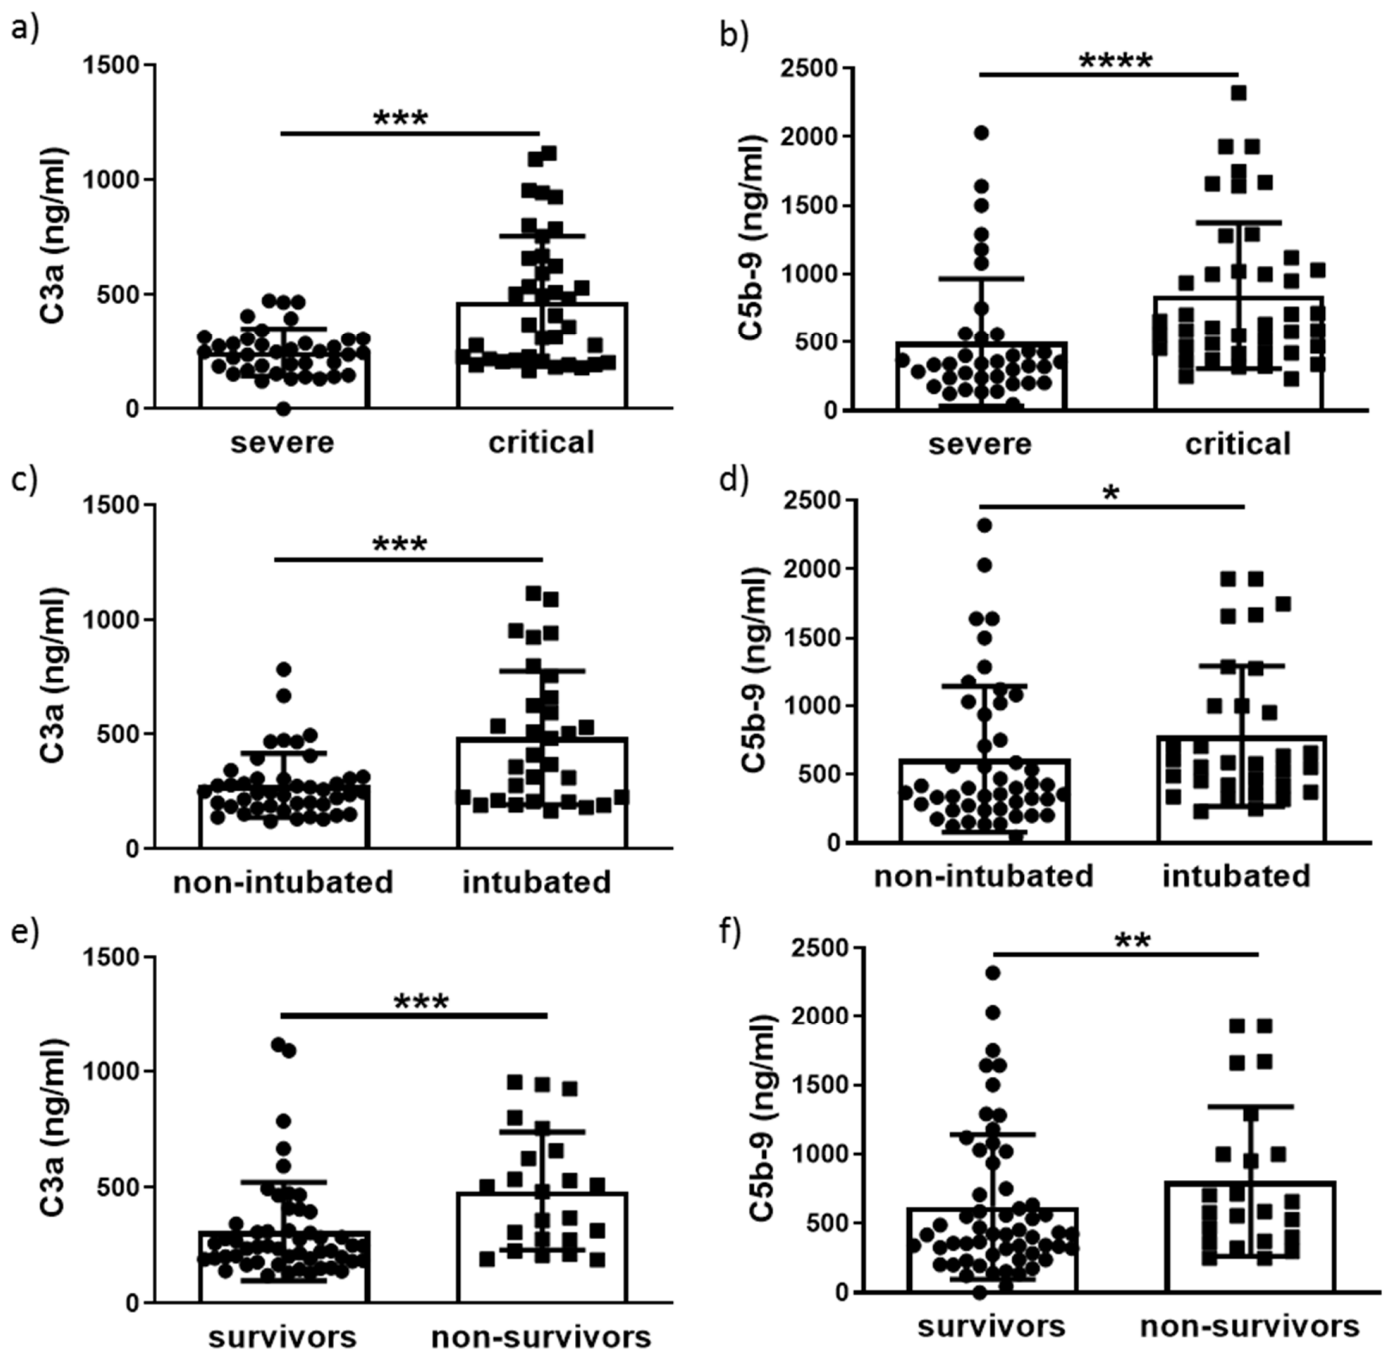 a)
C3a (ng/ml)
1500
1000
500
0
***
severe
critical
b)
C5b-9 (ng/ml)
2500
2000
1500
1000
500
0
****
severe
critical
c)
C3a (ng/ml)
1500
1000
500
0
***
non-intubated
intubated
d)
C5b-9 (ng/ml)
2500
2000
1500
1000
500
0
*
non-intubated
intubated
e)
C3a (ng/ml)
1500
1000
500
0
***
survivors
non-survivors
f)
C5b-9 (ng/ml)
2500
2000
1500
1000
500
0
**
survivors
non-survivors